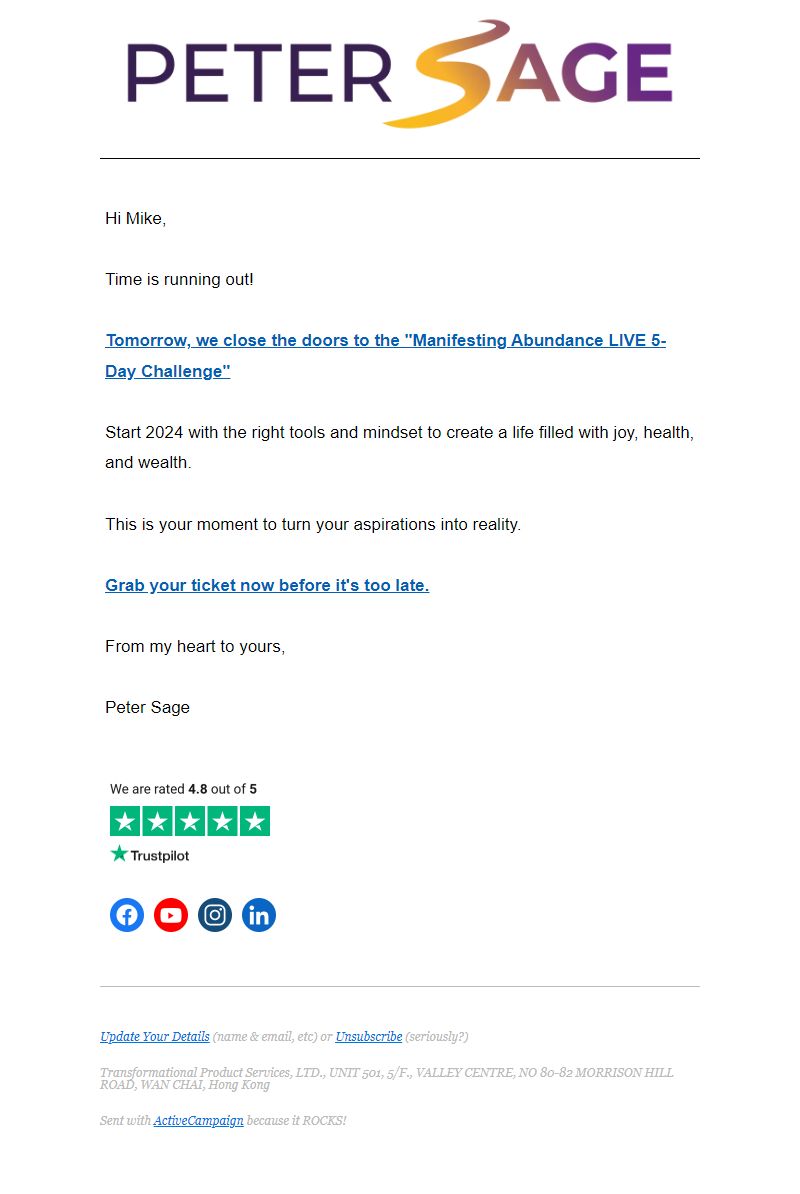 PETER SAGE
Hi Mike,
Time is running out!
Tomorrow, we close the doors to the "Manifesting Abundance LIVE 5-
Day Challenge"
Start 2024 with the right tools and mindset to create a life filled with joy, health,
and wealth.
This is your moment to turn your aspirations into reality.
Grab your ticket now before it's too late.
From my heart to yours,
Peter Sage
We are rated 4.8 out of 5
Trustpilot
in
Update Your Details (name & email, etc) or Unsubscribe (seriously?)
Transformational Product Services, LTD., UNIT 501, 5/F., VALLEY CENTRE, NO 80-82 MORRISON HILL
ROAD, WAN CHAI, Hong Kong
Sent with ActiveCampaign because it ROCKS!